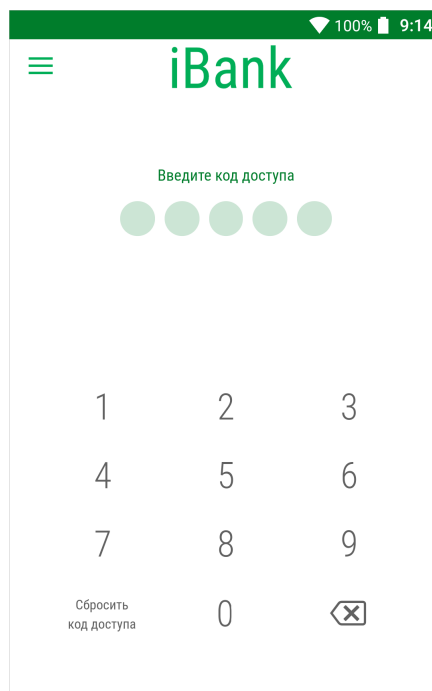 100% 9:14
iBank
Введите код доступа
1 2 3
4 5 6
7 8 9
Сбросить
код доступа
0